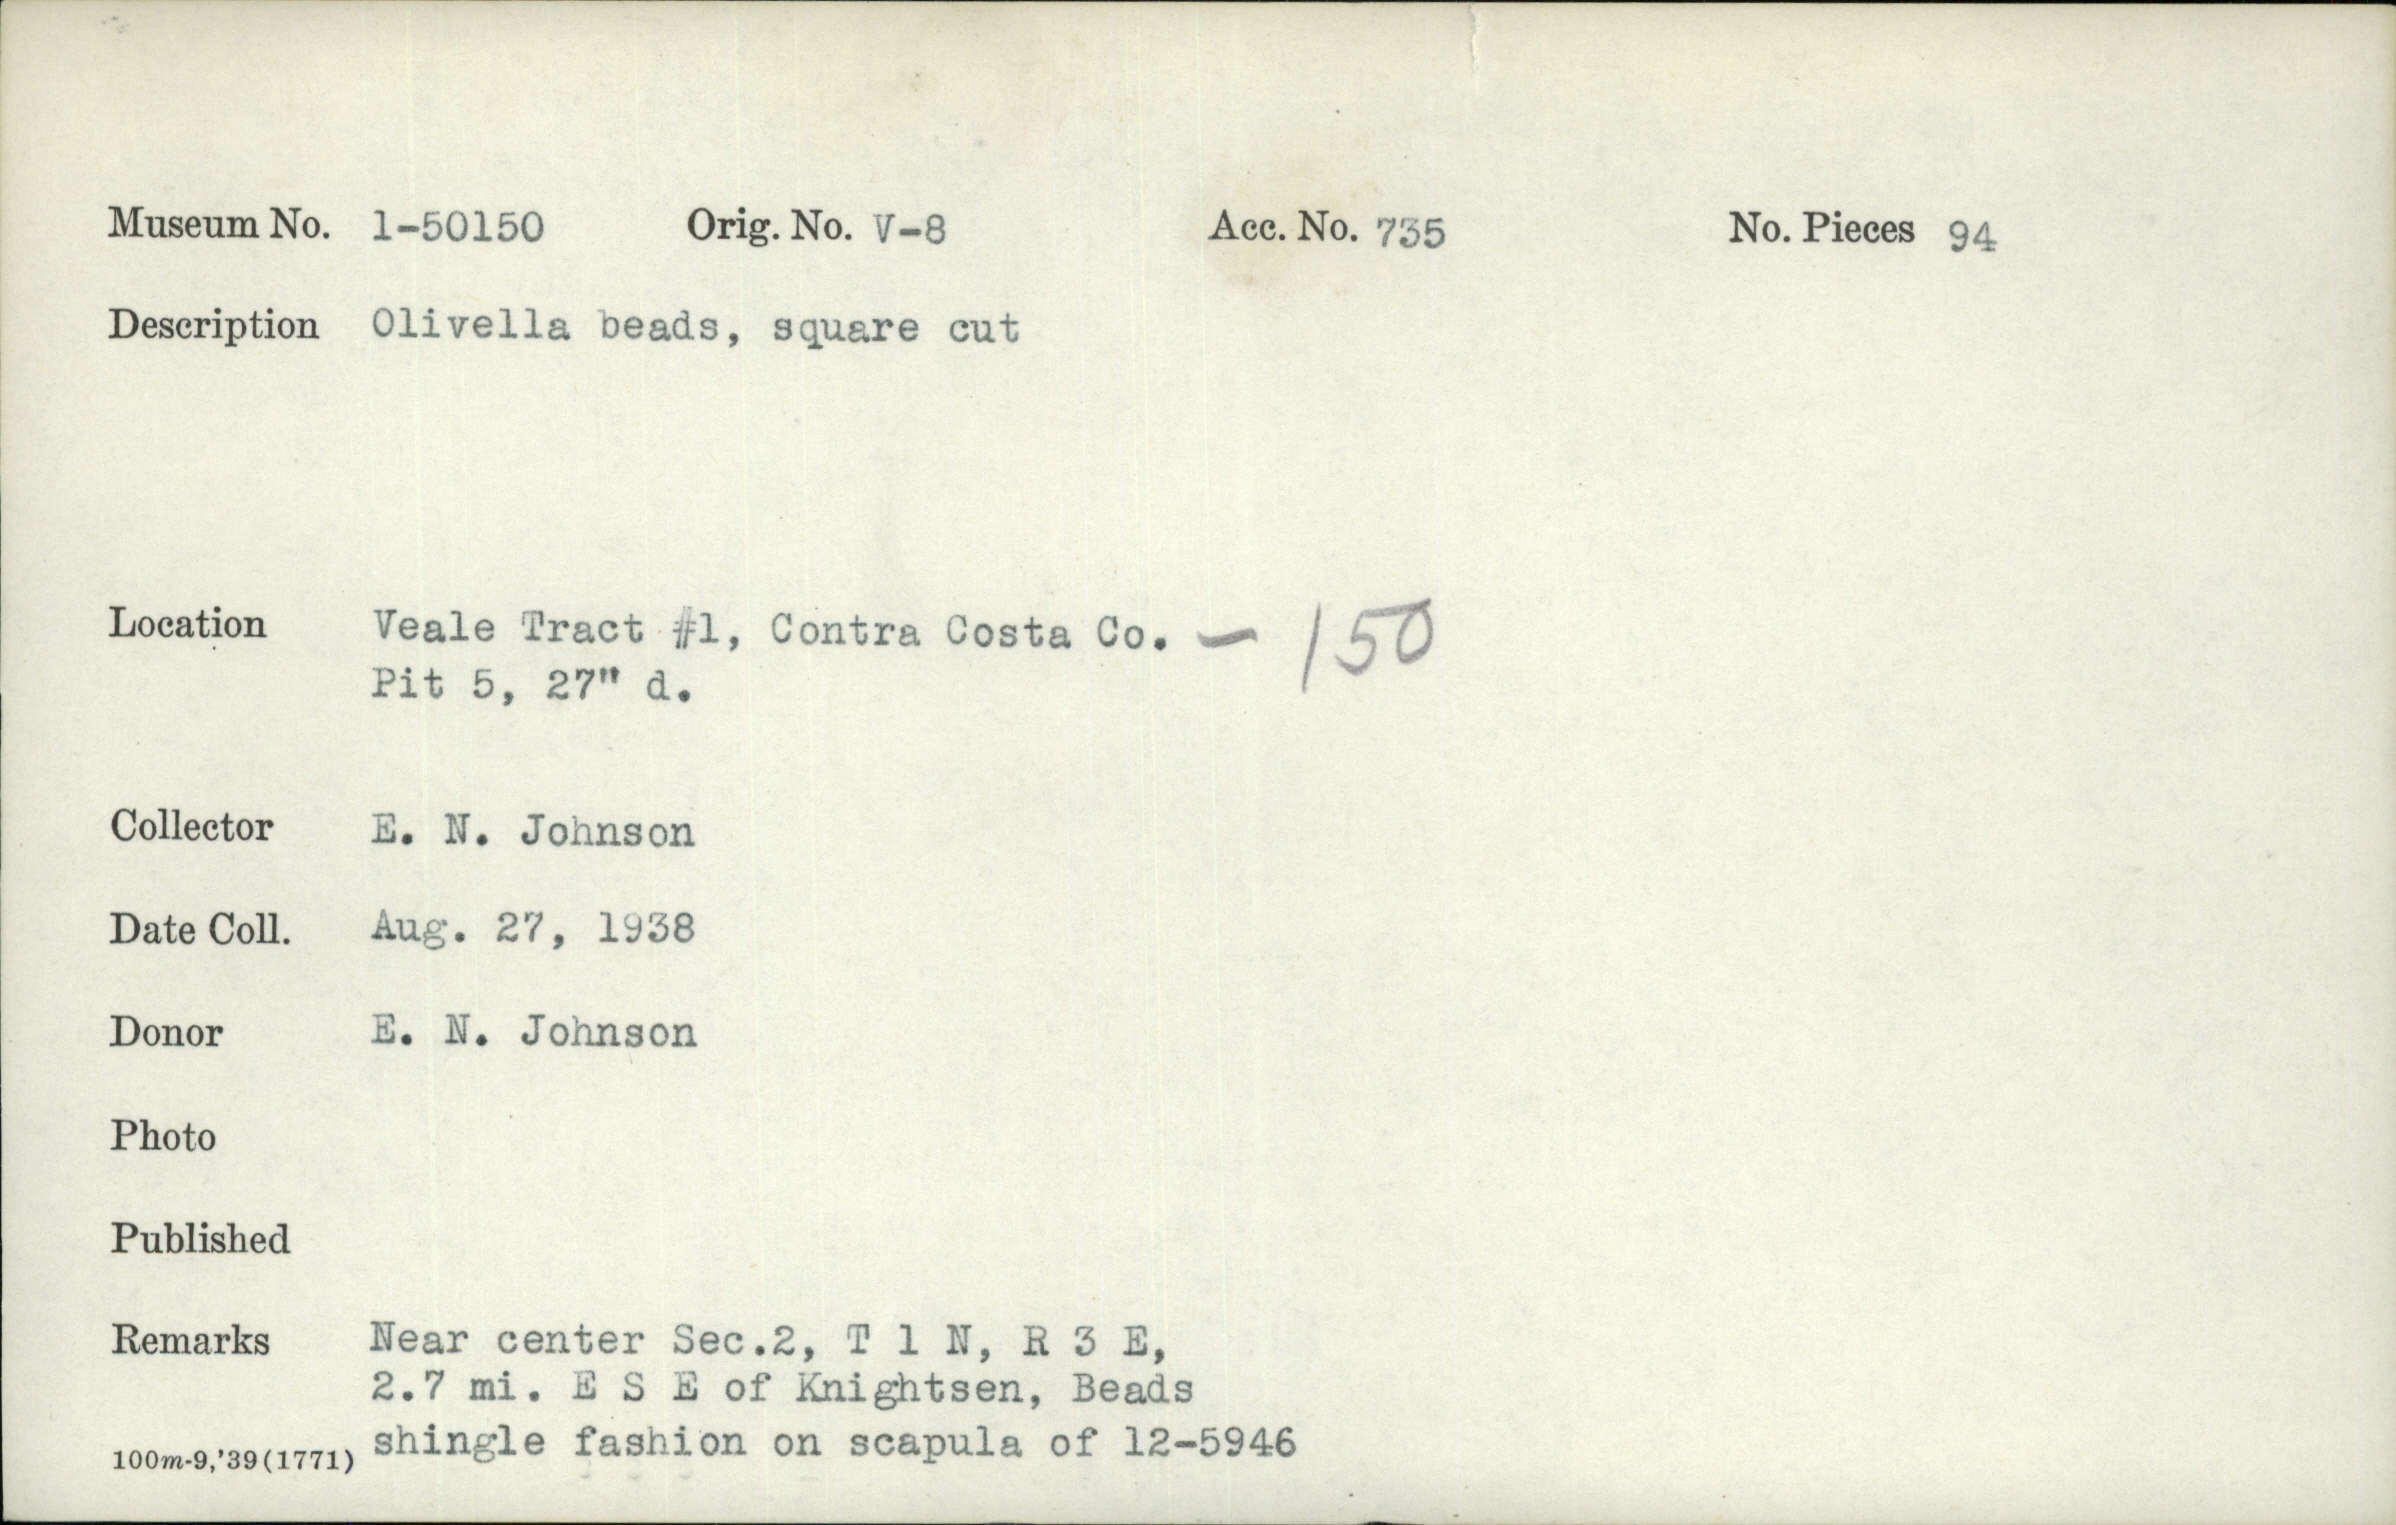 Museum No. 1-50150 Orig. No. V-8 Acc. No. 735 No. Pieces 94
Description Olivella beads, square cut
Location Veale Tract #1, Contra Costa Co. — 150
Pit 5, 27" d.
Collector E. N. Johnson
Date Coll. Aug. 27, 1938
Donor E. N. Johnson
Photo
Published
Remarks Near center Sec.2, T 1 N, R 3 E,
2.7 mi. E S E of Knightsen, Beads
shingle fashion on scapula of 12-5946
100m-9,'39(1771)